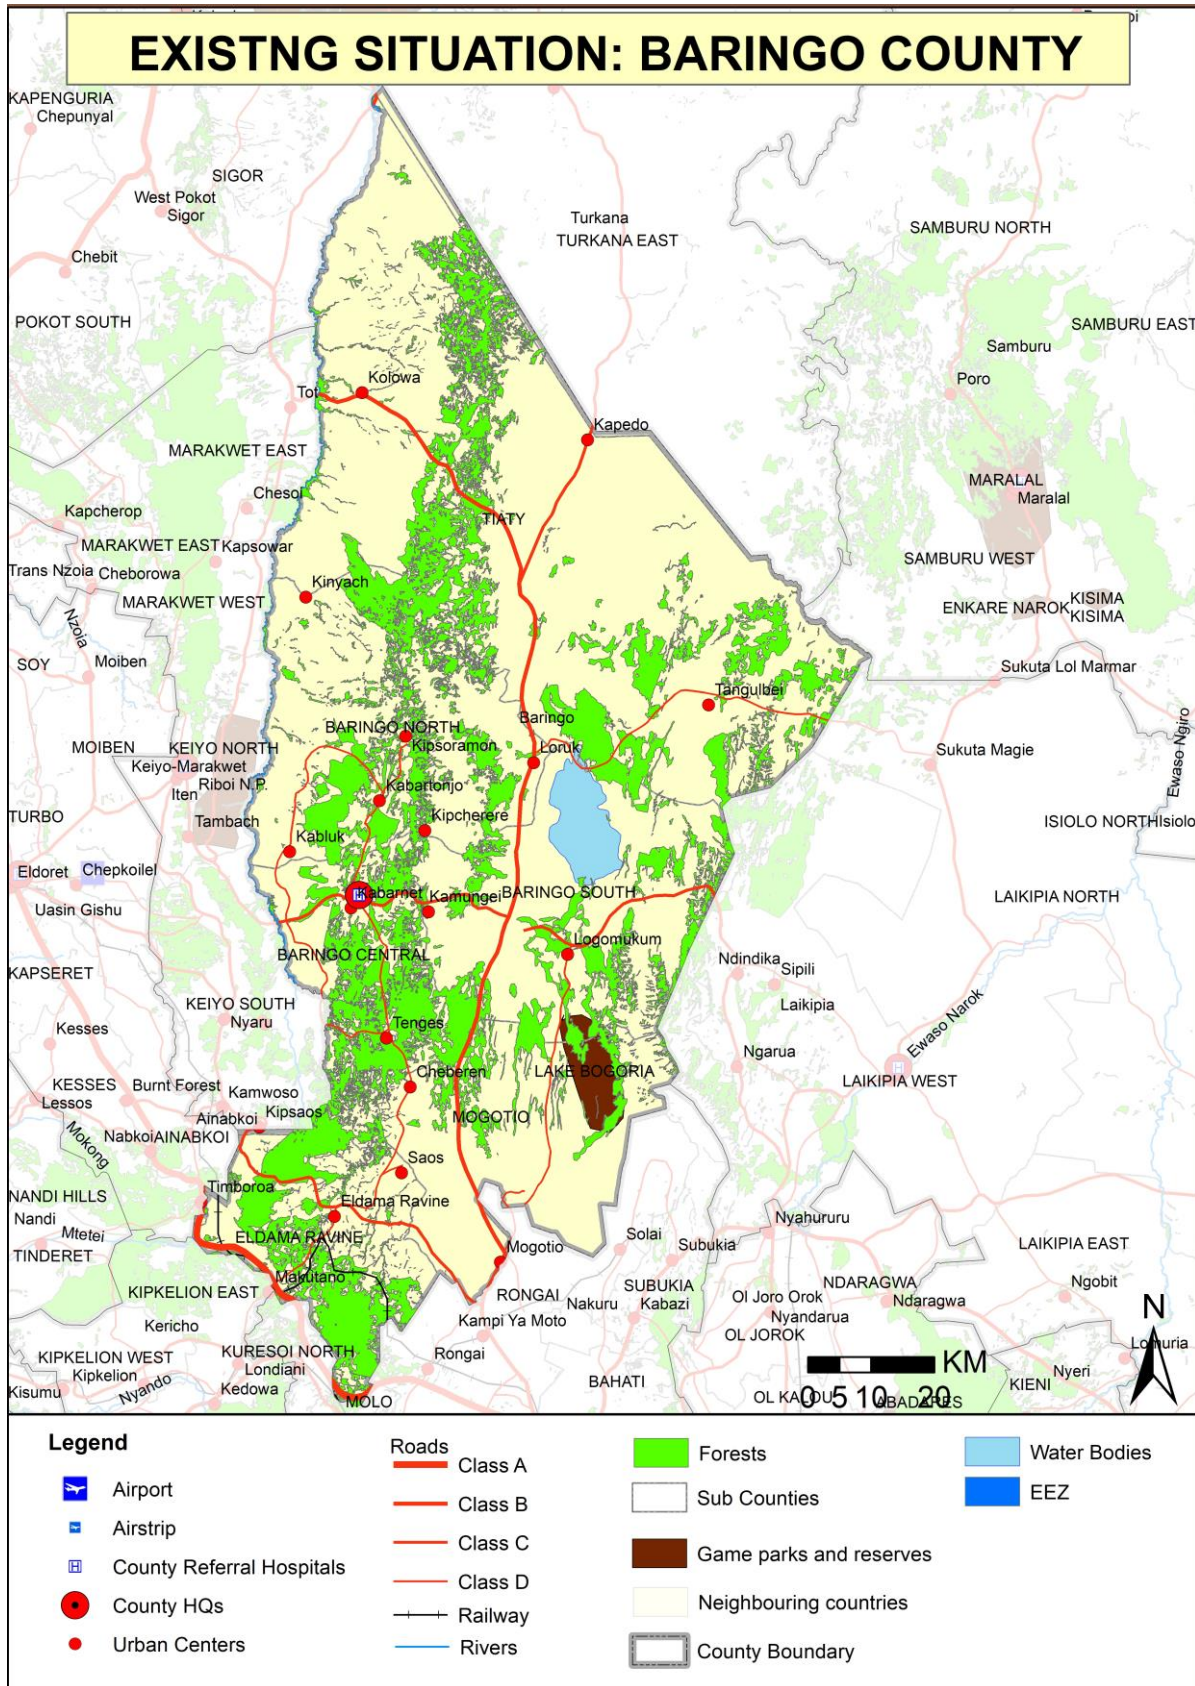 EXISTNG SITUATION: BARINGO COUNTY
KAPENGURIA
Chepunyal
SIGOR
West Pokot
Sigor
Turkana
TURKANA EAST
SAMBURU NORTH
Chebit
POKOT SOUTH
SAMBURU EAST
Samburu
Poro
Tot
Kolowa
Kapedo
MARAKWET EAST
Chesol
MARALAL
Maralal
Kapcherop
TIATY
MARAKWET EAST
Kapsowar
SAMBURU WEST
Trans Nzoia
Cheborowa
Kinyach
MARAKWET WEST
ENKARE NAROK
KISIMA
KISIMA
Nzoia
SOY
Moiben
Sukuta Lol Marmar
Tangulbei
BARINGO NORTH
Baringo
Kipsoramon
Loruk
MOIBEN
KEIYO NORTH
Keiyo-Marakwet
Riboi N.P.
Iten
Sukuta Magie
Ewaso Ngiro
Kabartonjo
Kipcherere
TURBO
Tambach
Kabluk
ISIOLO NORTH
Isiolo
Eldoret
Chepkoilel
Kabarnet
Kamungei
BARINGO SOUTH
LAIKIPIA NORTH
Uasin Gishu
BARINGO CENTRAL
Logomukum
KAPSERET
Ndindika
Sipili
Laikipia
KEIYO SOUTH
Nyaru
Kesses
Tenges
Ewaso Narok
Ngarua
LAKE BOGORIA
LAIKIPIA WEST
KESSES
Burnt Forest
Cheberen
Lessos
Kamwoso
Ainabkoi
Kipsaos
MOGOTIO
Mokong
Nabkoi
AINABKOI
Saos
NANDI HILLS
Timboroa
Eldama Ravine
Nandi
Mtetei
Nyahururu
ELDAMA RAVINE
Solai
Subukia
LAIKIPIA EAST
TINDERET
Mogotio
Makutano
KIPKELION EAST
RONGAI
SUBUKIA
NDARAGWA
Ngobit
Nakuru
Kabazi
Ol Joro Orok
Ndaragwa
N
Kericho
Kampi Ya Moto
Nyandarua
OL JOROK
KIPKELION WEST
Kipkelion
KURESOI NORTH
Londiani
Rongai
Lomuria
Nyeri
KM
Kisumu
Nyando
Kedowa
BAHATI
KIENI
MOLO
OL KALOU
0 5 10 20
ABADARES
Legend
Airport
Airstrip
County Referral Hospitals
County HQs
Urban Centers
Roads
Class A
Class B
Class C
Class D
Railway
Rivers
Forests
Sub Counties
Game parks and reserves
Neighbouring countries
County Boundary
Water Bodies
EEZ